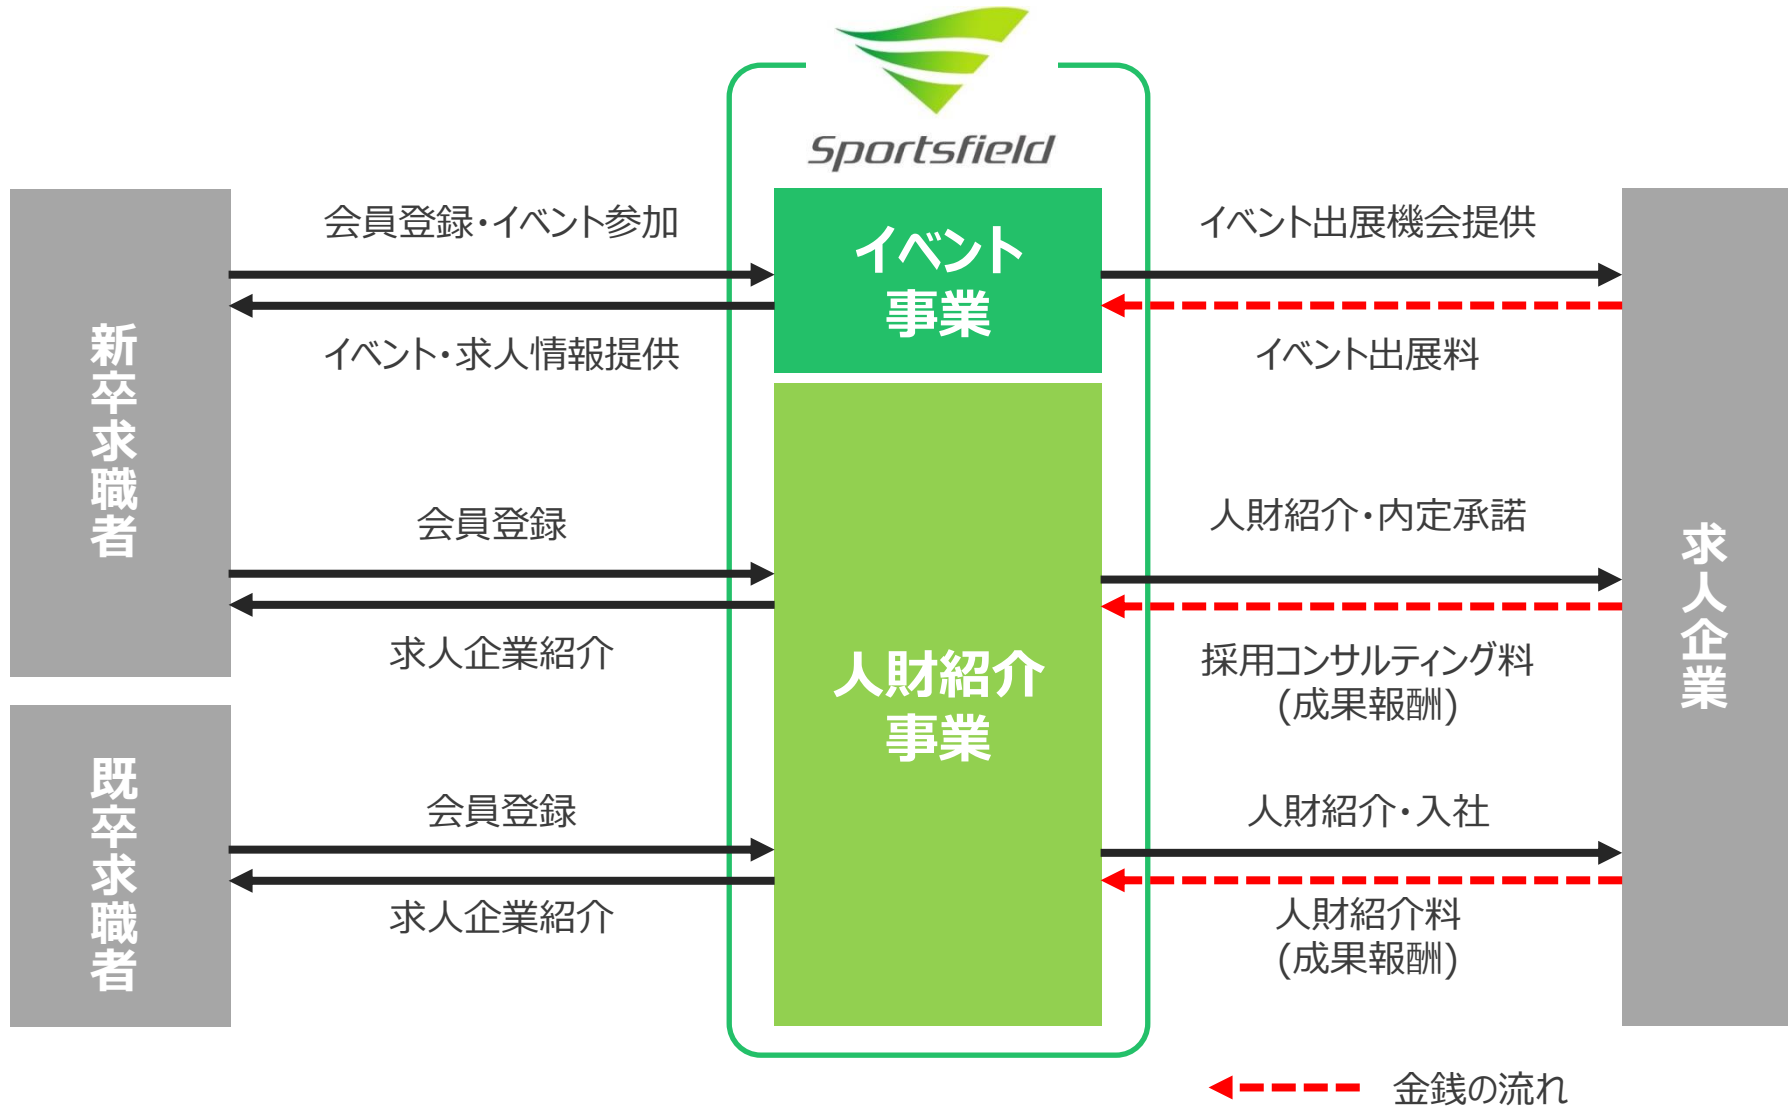 Sportsfield
新卒求職者
既卒求職者
会員登録・イベント参加
イベント・求人情報提供
会員登録
求人企業紹介
会員登録
求人企業紹介
イベント
事業
人財紹介
事業
イベント出展機会提供
イベント出展料
人財紹介・内定承諾
採用コンサルティング料
(成果報酬)
人財紹介・入社
人財紹介料
(成果報酬)
求人企業
金銭の流れ